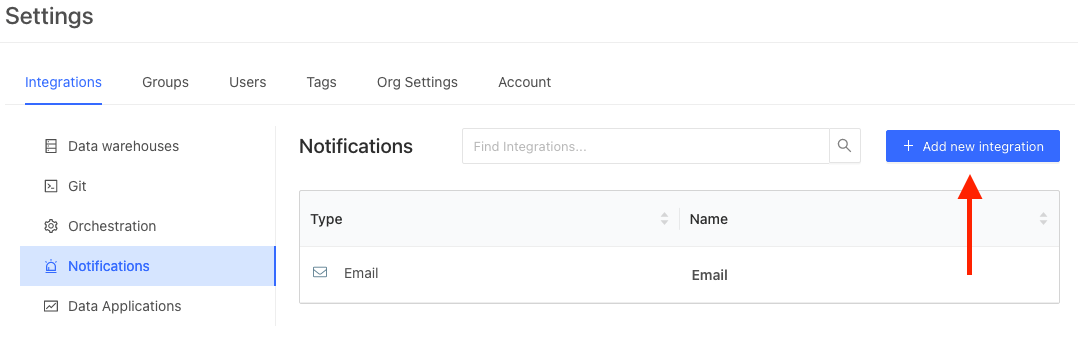 Settings
Integrations Groups Users Tags Org Settings Account
Data warehouses
Git
Orchestration
Notifications
Data Applications
Notifications Find Integrations... + Add new integration
Type Name
Email Email